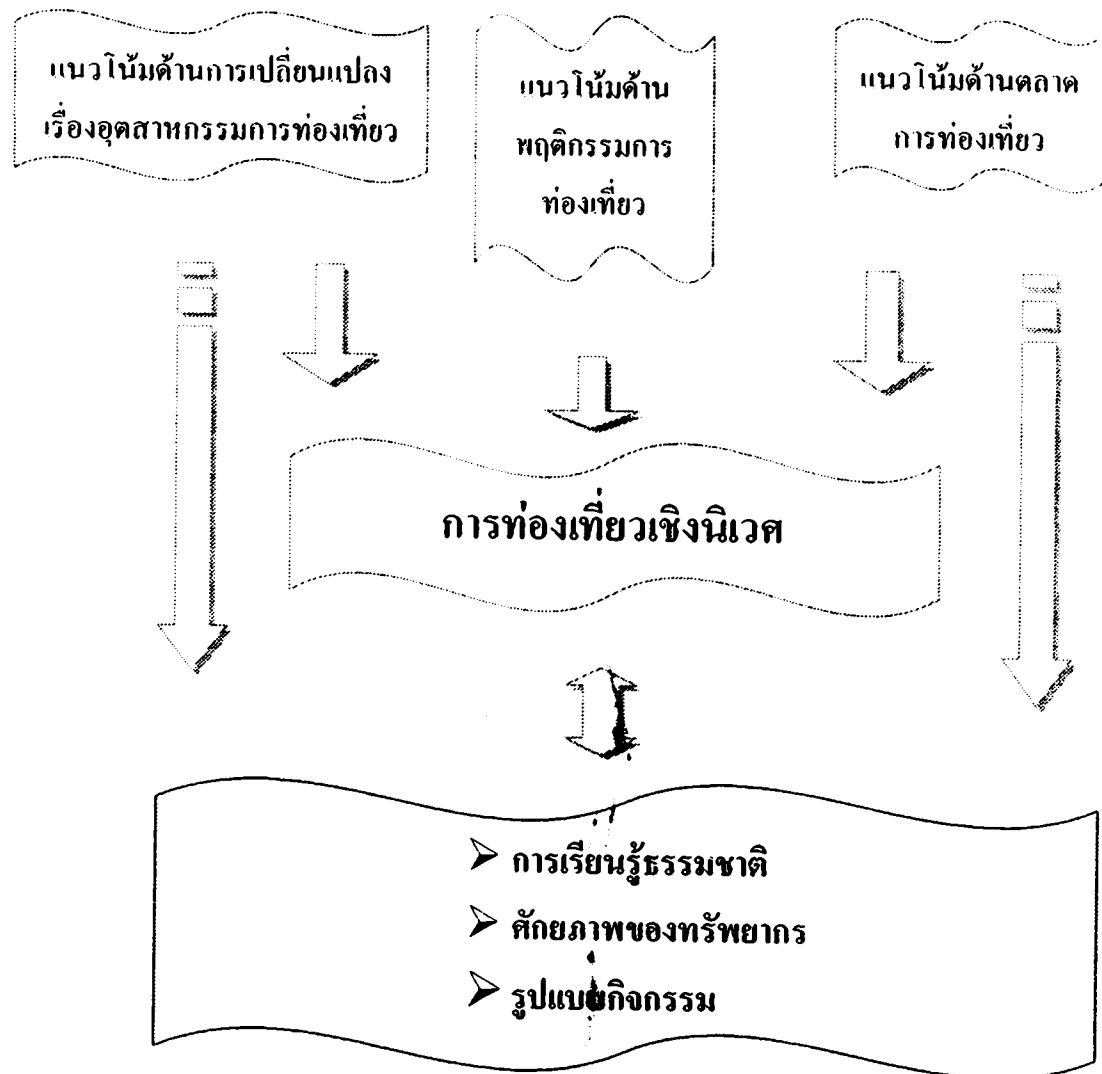 แนวโน้มด้านการเปลี่ยนแปลง
เรื่องอุตสาหกรรมการท่องเที่ยว
แนวโน้มด้าน
พฤติกรรมการ
ท่องเที่ยว
แนวโน้มด้านตลาด
การท่องเที่ยว
การท่องเที่ยวเชิงนิเวศ
➢ การเรียนรู้ธรรมชาติ
➢ ศักยภาพของทรัพยากร
➢ รูปแบบกิจกรรม